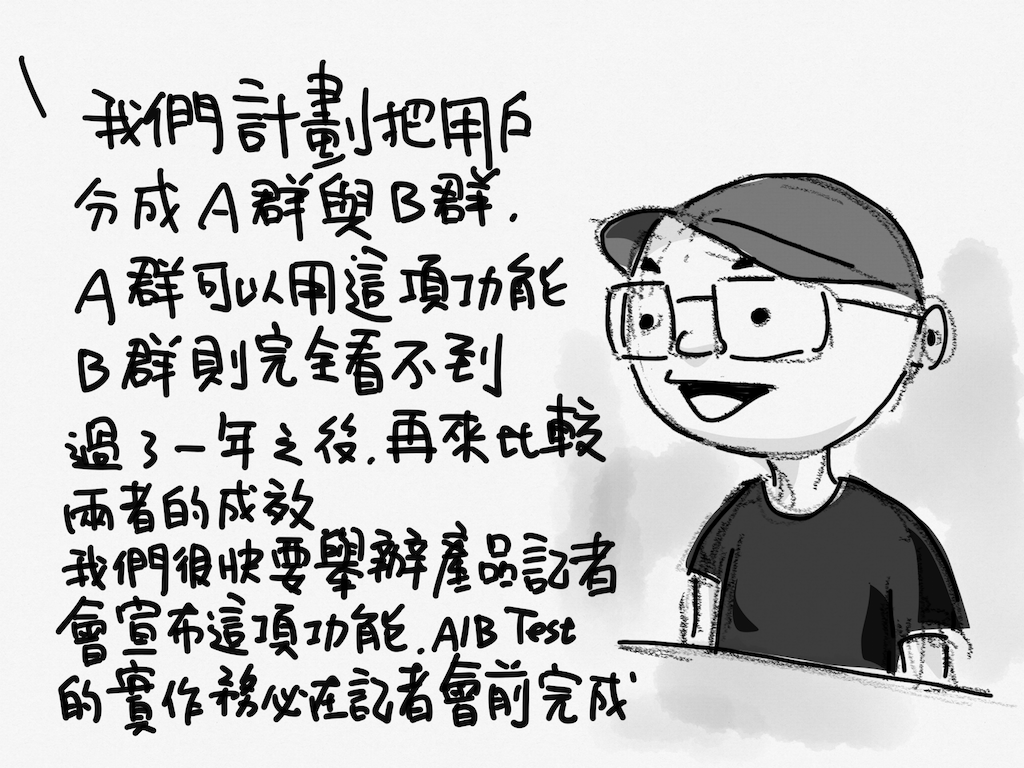 我們計劃把用戶
分成A群與B群.
A群可以用這項功能
B群則完全看不到
過了一年之後.再來比較
兩者的成效
我們很快要舉辦產品記者
會宣布這項功能.A/B Test
的實作務必在記者會前完成